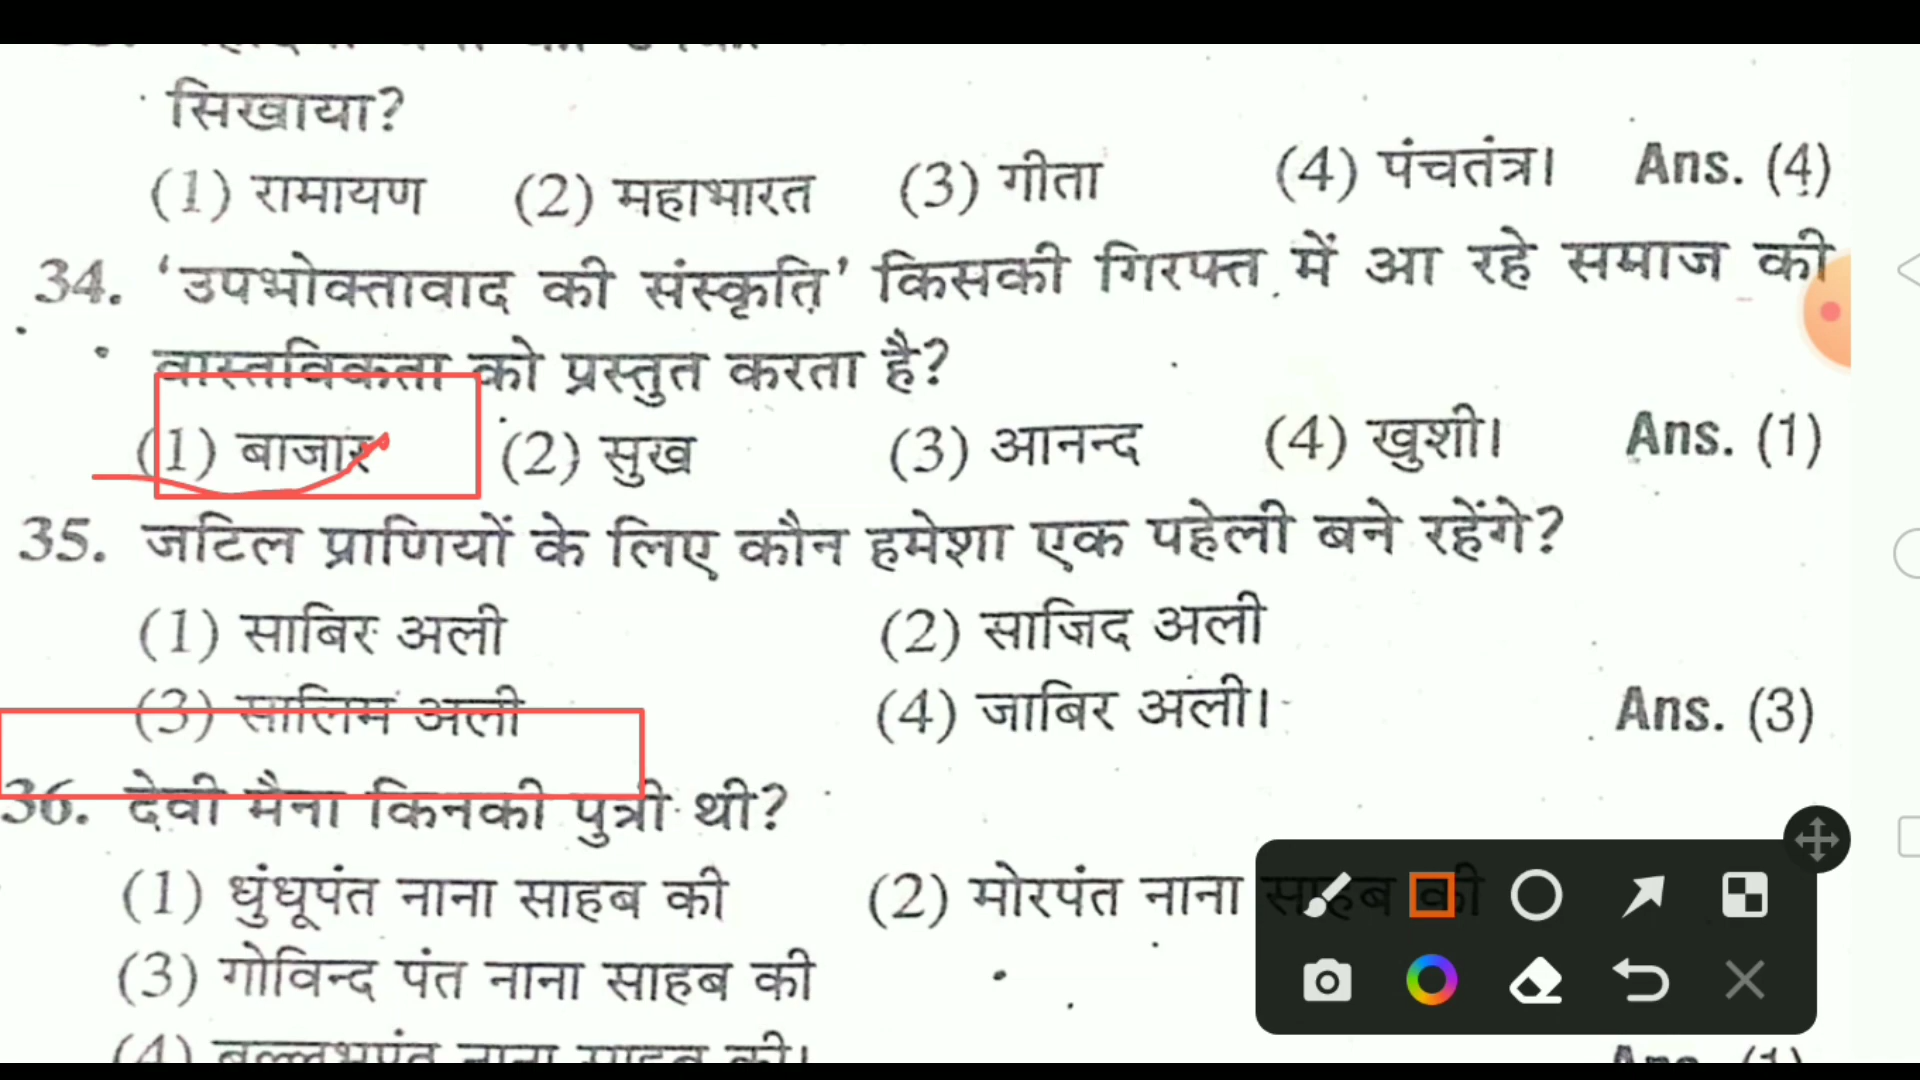 सिखाया?
(1) रामायण (2) महाभारत (3) गीता (4) पंचतंत्र। Ans. (4)
34. ‘उपभोक्तावाद की संस्कृति’ किसकी गिरफ्त में आ रहे समाज की
वास्तविकता को प्रस्तुत करता है?
(1) बाजार (2) सुख (3) आनन्द (4) खुशी। Ans. (1)
35. जटिल प्राणियों के लिए कौन हमेशा एक पहेली बने रहेंगे?
(1) साबिर अली (2) साजिद अली
(3) सालिम अली (4) जाबिर अली। Ans. (3)
36. देवी मैना किनकी पुत्री थी?
(1) धुंधूपंत नाना साहब की (2) मोरपंत नाना साहब की
(3) गोविन्द पंत नाना साहब की